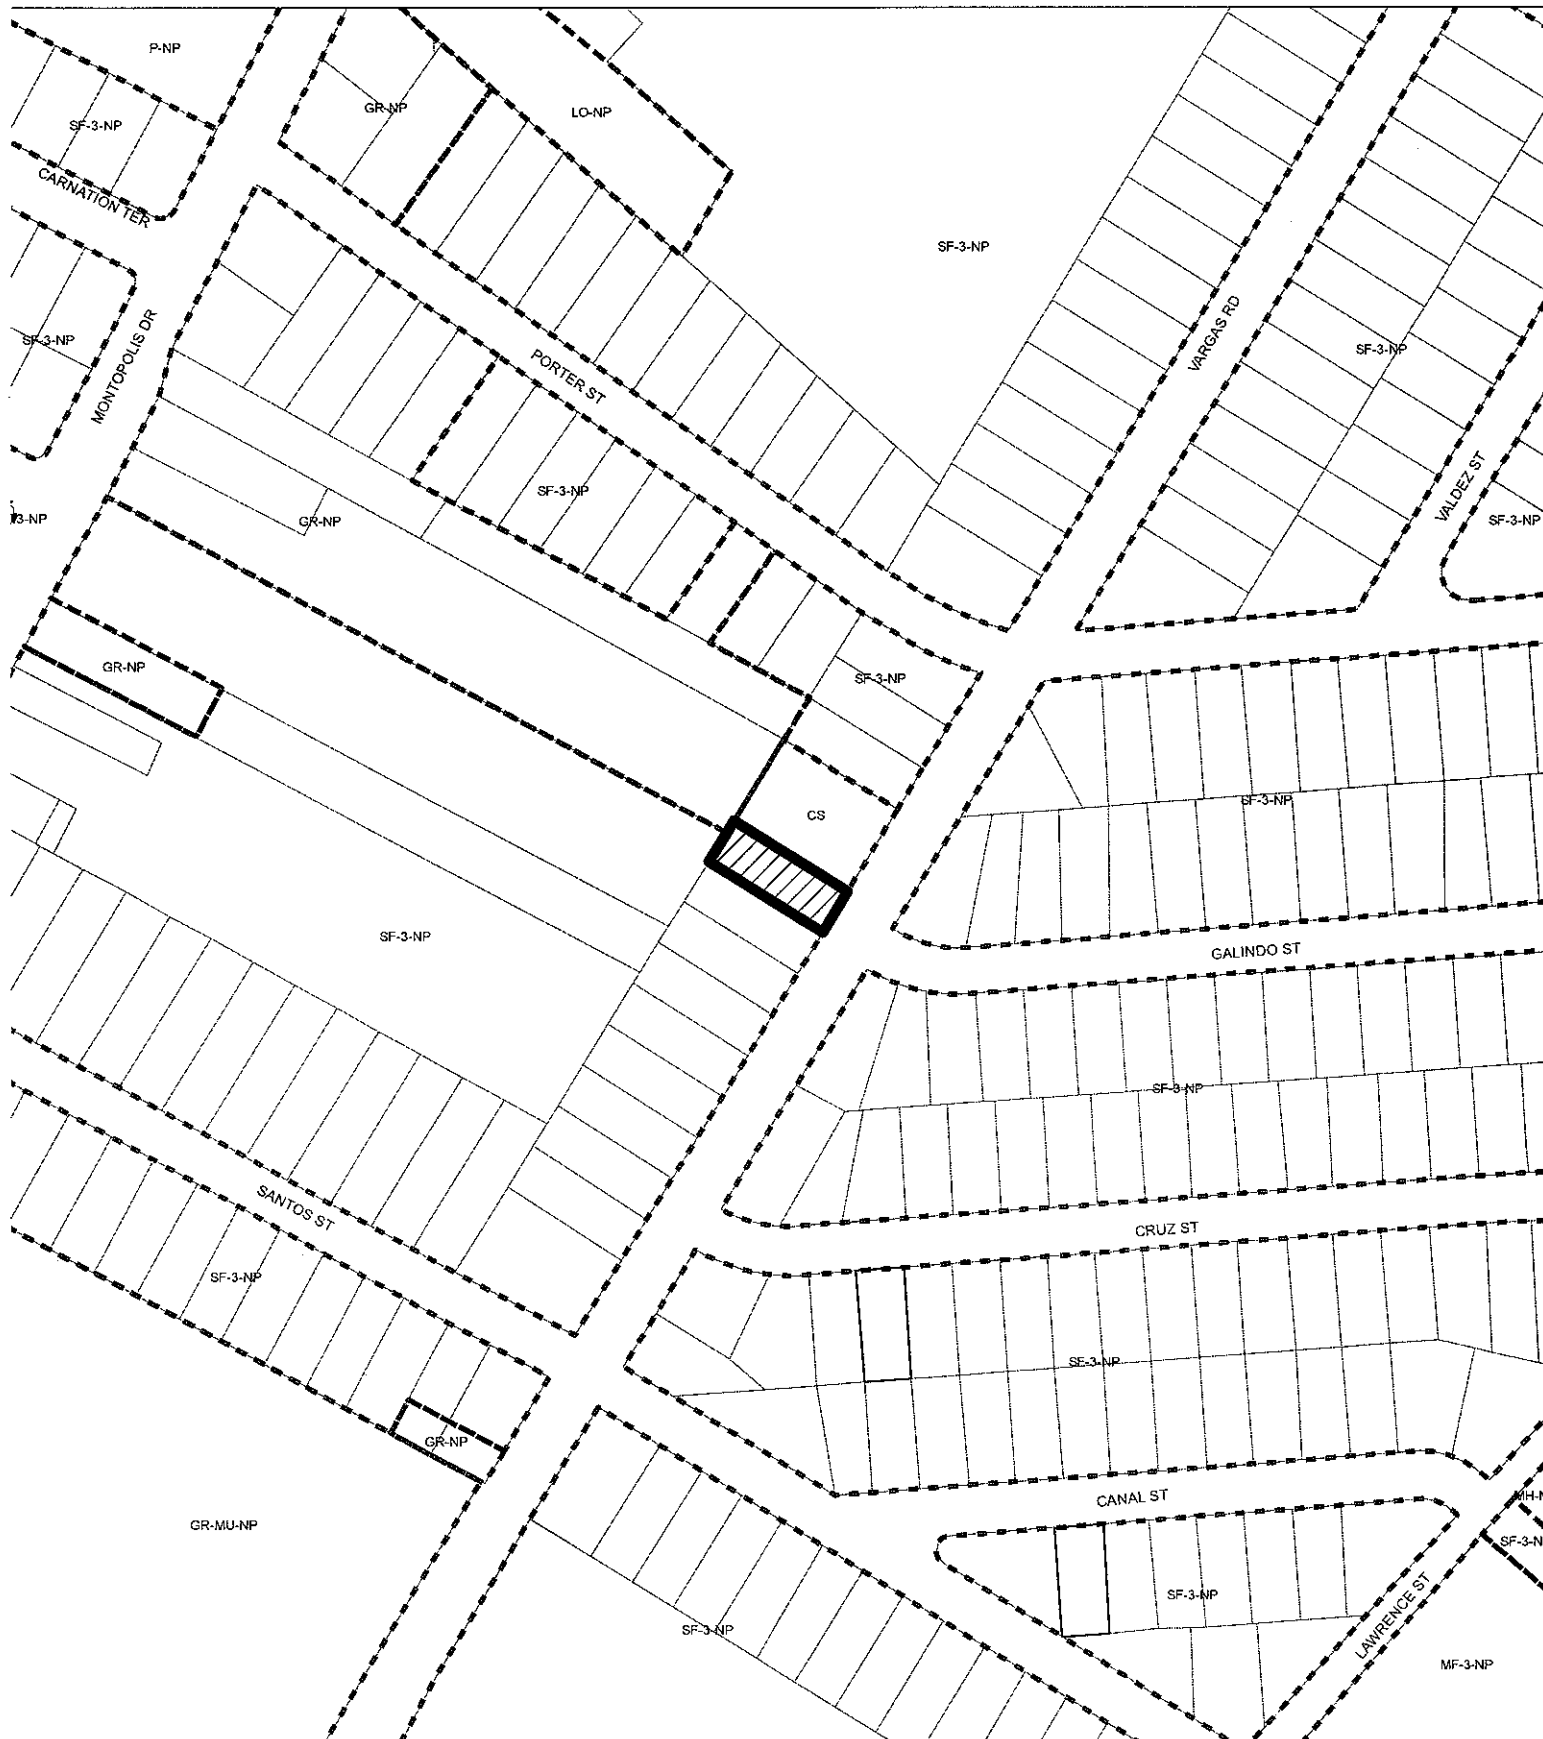 P-NP
GR-NP
LO-NP
SF-3-NP
CARNATION TER
SF-3-NP
VARGAS RD
SF-3-NP
MONTOPOLIS DR
SF-3-NP
PORTER ST
VALDEZ ST
SF-3-NP
GR-NP
3-NP
SF-3-NP
GR-NP
SF-3-NP
SF-3-NP
CS
SF-3-NP
GALINDO ST
SF-3-NP
SANTOS ST
CRUZ ST
SF-3-NP
SF-3-NP
GR-NP
CANAL ST
MH-N
GR-MU-NP
SF-3-N
SF-3-NP
LAWRENCE ST
SF-3-NP
MF-3-NP